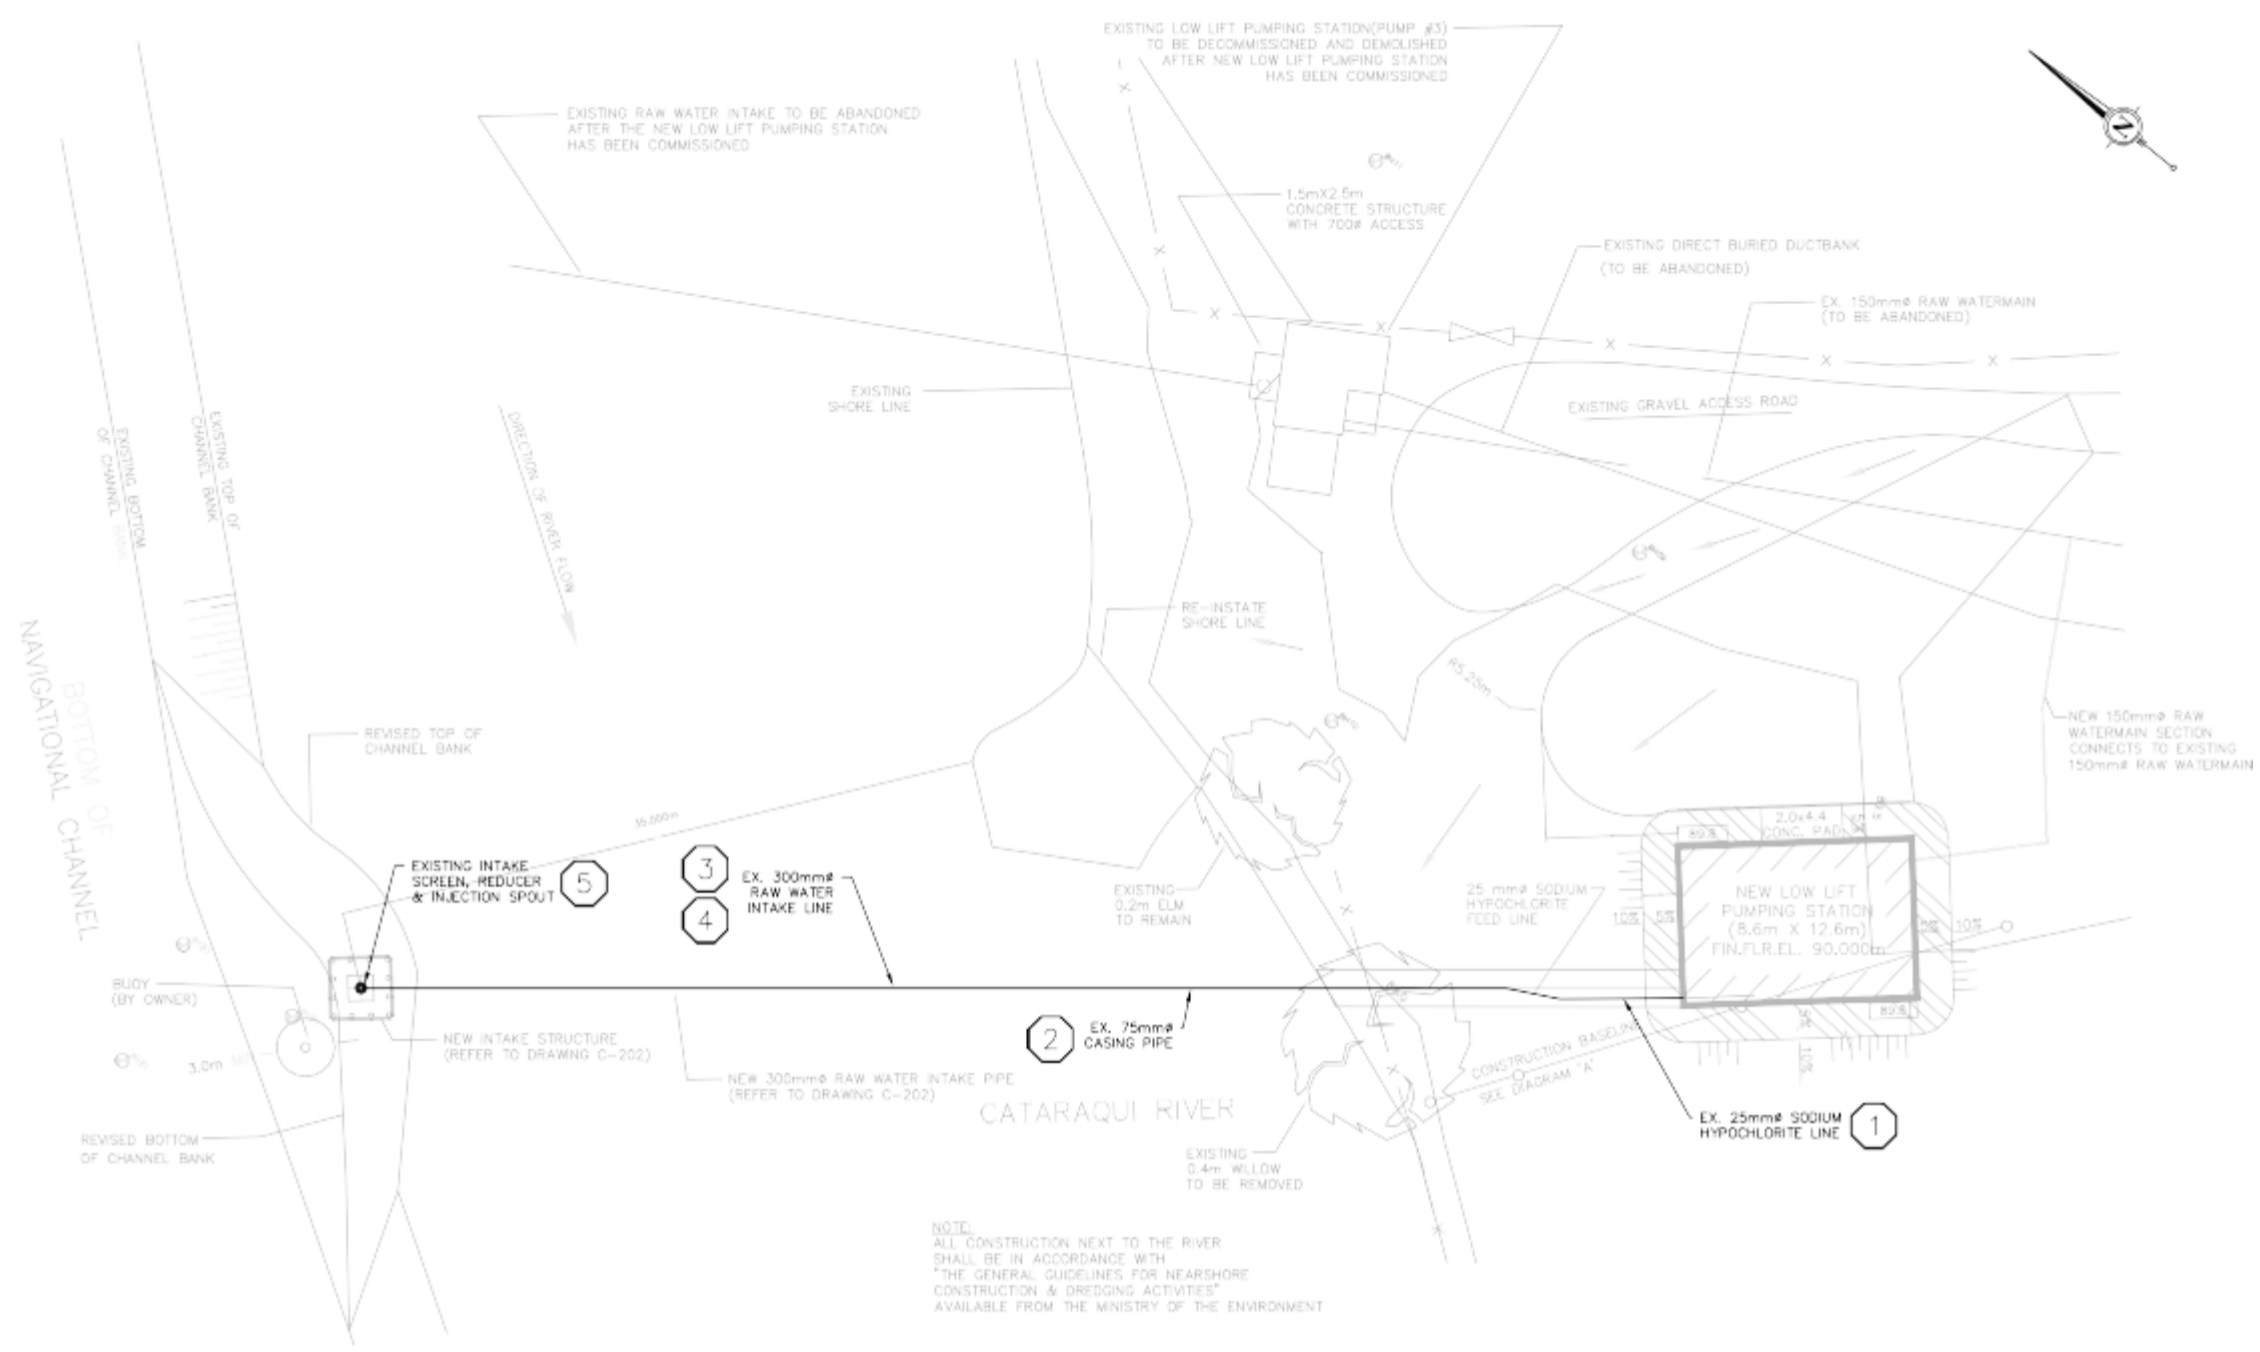 EXISTING LOW LIFT PUMPING STATION(PUMP #3)
TO BE DECOMMISSIONED AND DEMOLISHED
AFTER NEW LOW LIFT PUMPING STATION
HAS BEEN COMMISSIONED
EXISTING RAW WATER INTAKE TO BE ABANDONED
AFTER THE NEW LOW LIFT PUMPING STATION
HAS BEEN COMMISSIONED
1.5mX2.5m
CONCRETE STRUCTURE
WITH 700ø ACCESS
EXISTING DIRECT BURIED DUCTBANK
(TO BE ABANDONED)
EX. 150mmø RAW WATERMAIN
(TO BE ABANDONED)
EXISTING
SHORE LINE
EXISTING GRAVEL ACCESS ROAD
EXISTING BOTTOM
OF CHANNEL BANK
EXISTING TOP OF
CHANNEL BANK
DIRECTION OF RIVER FLOW
RE-INSTATE
SHORE LINE
R5.25m
BOTTOM OF
NAVIGATIONAL CHANNEL
REVISED TOP OF
CHANNEL BANK
NEW 150mmø RAW
WATERMAIN SECTION
CONNECTS TO EXISTING
150mmø RAW WATERMAIN
35.000m
2.0x4.4
CONC. PAD
EXISTING INTAKE
SCREEN, REDUCER
& INJECTION SPOUT
5
3
4
EX. 300mmø
RAW WATER
INTAKE LINE
EXISTING
0.2m ELM
TO REMAIN
25 mmø SODIUM
HYPOCHLORITE
FEED LINE
10% 5%
NEW LOW LIFT
PUMPING STATION
(8.6m X 12.6m)
FIN.FLR.EL. 90.000m
5% 10%
BUOY
(BY OWNER)
3.0m
NEW INTAKE STRUCTURE
(REFER TO DRAWING C-202)
2
EX. 75mmø
CASING PIPE
5%
10%
CONSTRUCTION BASELINE
SEE DIAGRAM "A"
NEW 300mmø RAW WATER INTAKE PIPE
(REFER TO DRAWING C-202)
CATARAQUI RIVER
EX. 25mmø SODIUM
HYPOCHLORITE LINE
1
REVISED BOTTOM
OF CHANNEL BANK
EXISTING
0.4m WILLOW
TO BE REMOVED
NOTE:
ALL CONSTRUCTION NEXT TO THE RIVER
SHALL BE IN ACCORDANCE WITH
"THE GENERAL GUIDELINES FOR NEARSHORE
CONSTRUCTION & DREDGING ACTIVITIES"
AVAILABLE FROM THE MINISTRY OF THE ENVIRONMENT